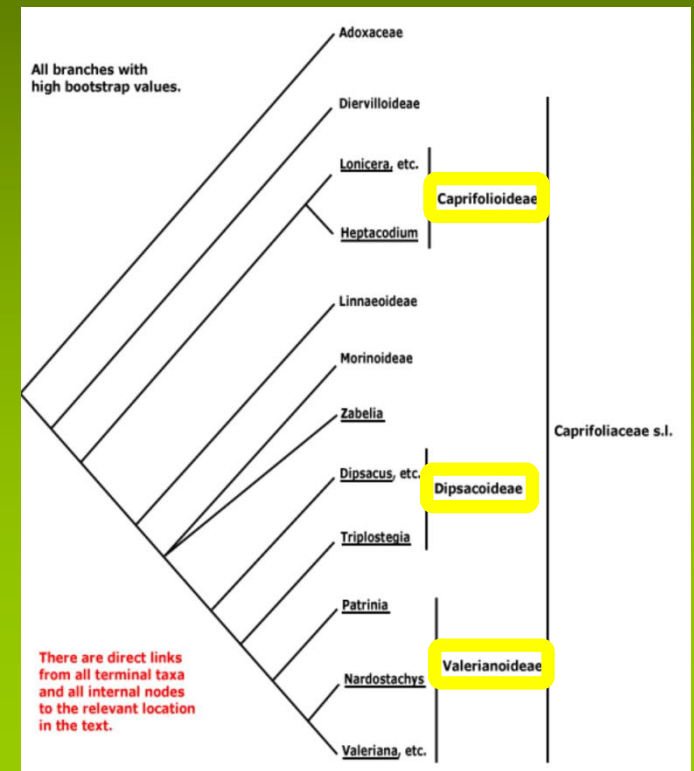 Adoxaceae
All branches with
high bootstrap values.
Diervilloideae
Lonicera, etc.
Caprifolioideae
Heptacodium
Linnaeoideae
Morinoideae
Zabelia
Caprifoliaceae s.l.
Dipsacus, etc.
Dipsacoideae
Triplostegia
Patrinia
There are direct links
from all terminal taxa
and all internal nodes
to the relevant location
in the text.
Valerianoideae
Nardostachys
Valeriana, etc.